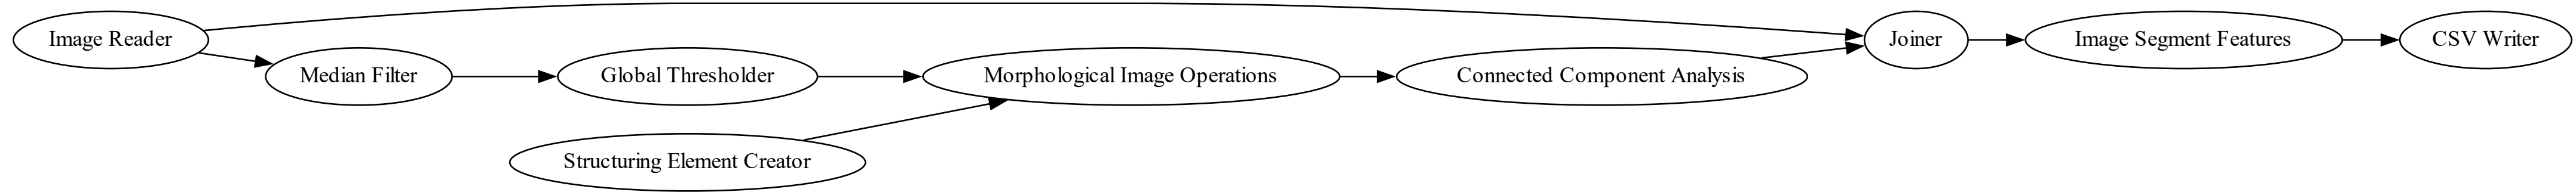 Image Reader
Median Filter
Global Thresholder
Structuring Element Creator
Morphological Image Operations
Connected Component Analysis
Joiner
Image Segment Features
CSV Writer